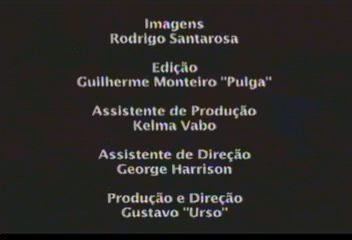 Imagens
Rodrigo Santarosa
Edição
Guilherme Monteiro "Pulga"
Assistente de Produção
Kelma Vabo
Assistente de Direção
George Harrison
Produção e Direção
Gustavo "Urso"